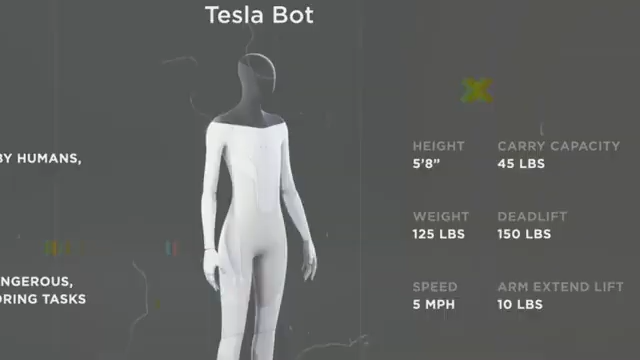 Tesla Bot
BY HUMANS,
NGEROUS,
ORING TASKS
HEIGHT
5'8"
CARRY CAPACITY
45 LBS
WEIGHT
125 LBS
DEADLIFT
150 LBS
SPEED
5 MPH
ARM EXTEND LIFT
10 LBS